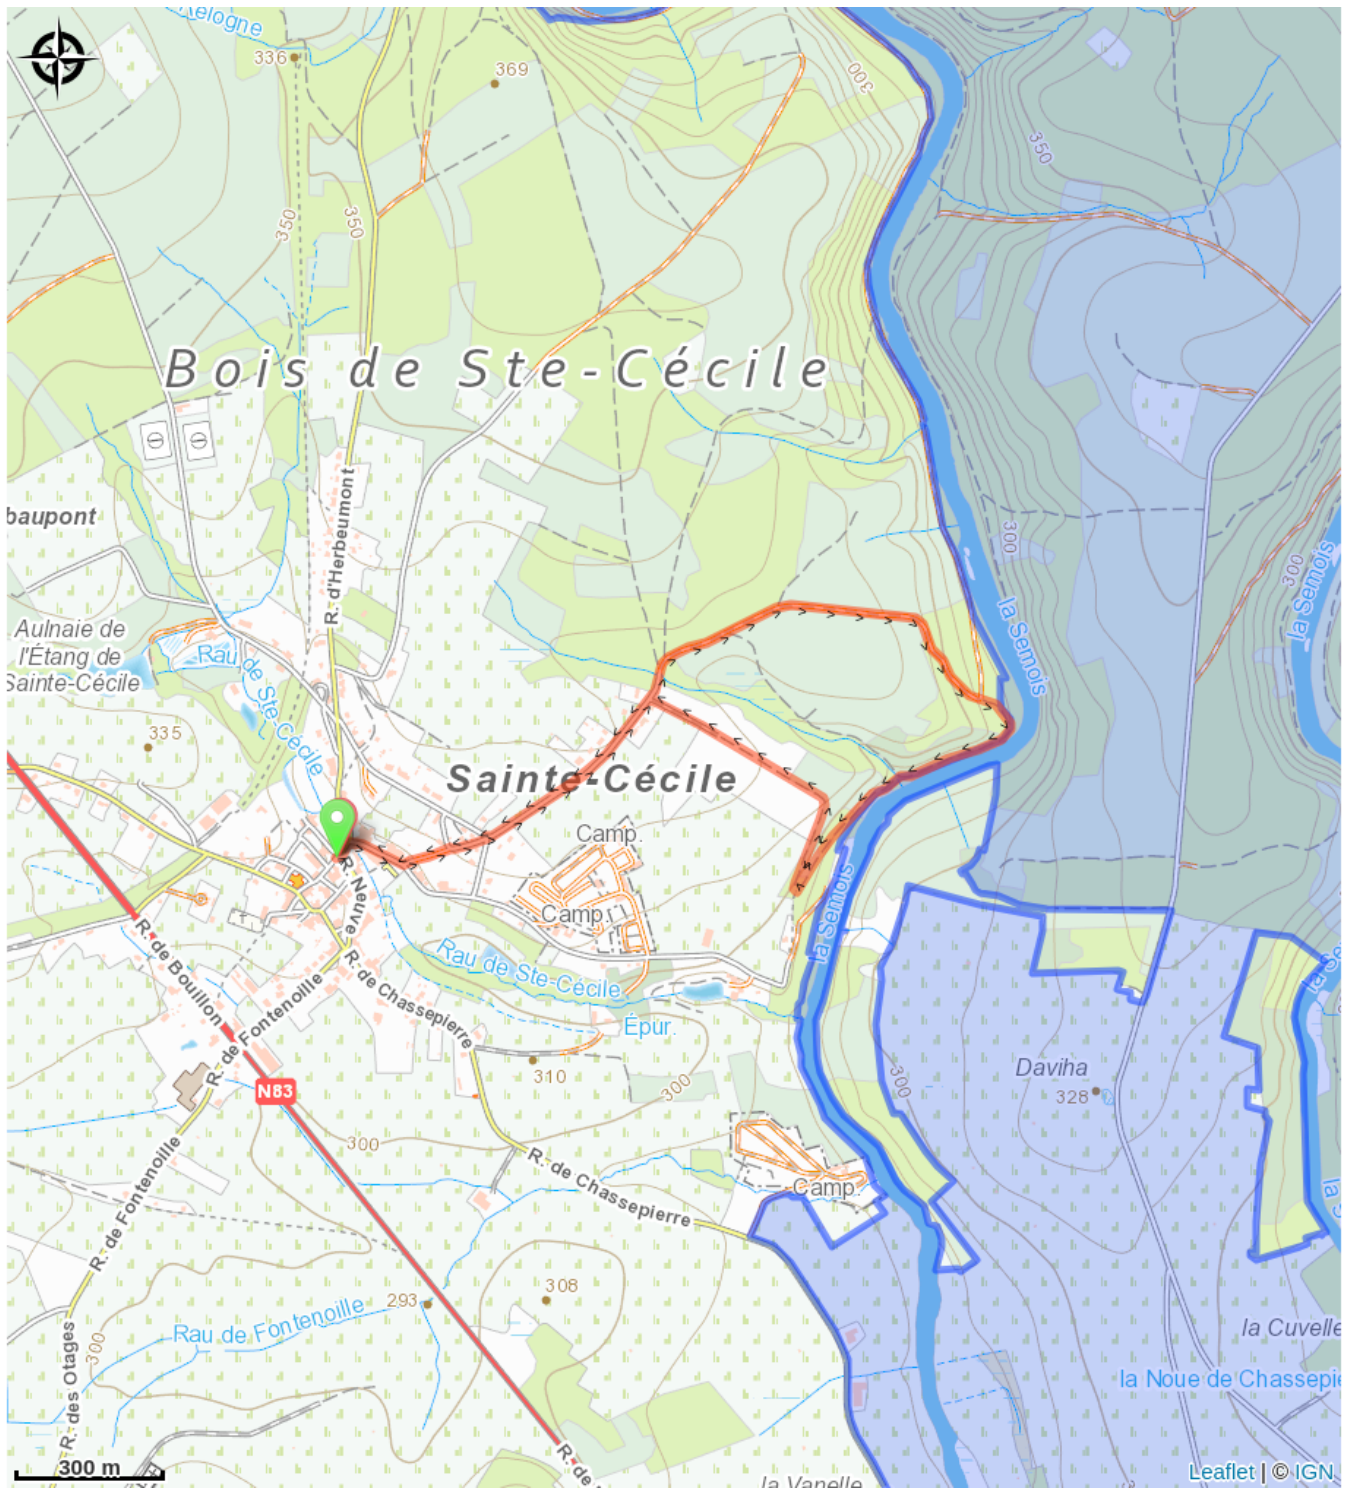 Relogne
336
369
300
350
350
350
Bois de Ste-Cécile
R. d'Herbeumont
baupont
300
300
la Semois
la Semois
Aulnaie de
l'Étang de
Sainte-Cécile
Rau de Ste-Cécile
335
Sainte-Cécile
Camp.
Camp.
R. Neuve
la Semois
R. de Bouillon
R. de Fontenoille
R. de Chassepierre
Rau de Ste-Cécile
Épur.
310
300
300
Daviha
328
N83
300
R. de Fontenoille
R. de Chassepierre
Camp.
308
293
Rau de Fontenoille
300
R. des Otages
la Cuvelle
la Noue de Chassepie
R. de
la Vanelle
300 m
Leaflet | © IGN